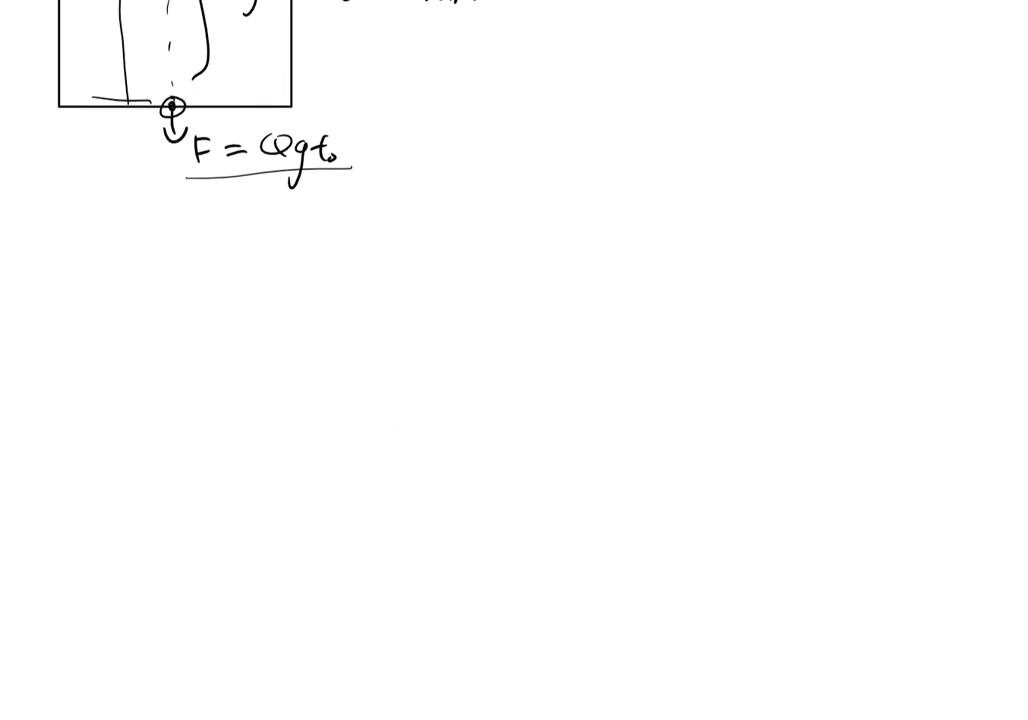 F = Qgt₀